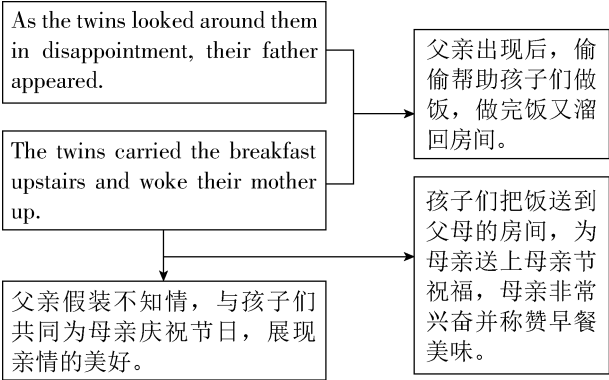 As the twins looked around them
in disappointment, their father
appeared.
父亲出现后，偷
偷帮助孩子们做
饭，做完饭又溜
回房间。
The twins carried the breakfast
upstairs and woke their mother
up.
孩子们把饭送到
父母的房间，为
母亲送上母亲节
祝福，母亲非常
兴奋并称赞早餐
美味。
父亲假装不知情，与孩子们
共同为母亲庆祝节日，展现
亲情的美好。